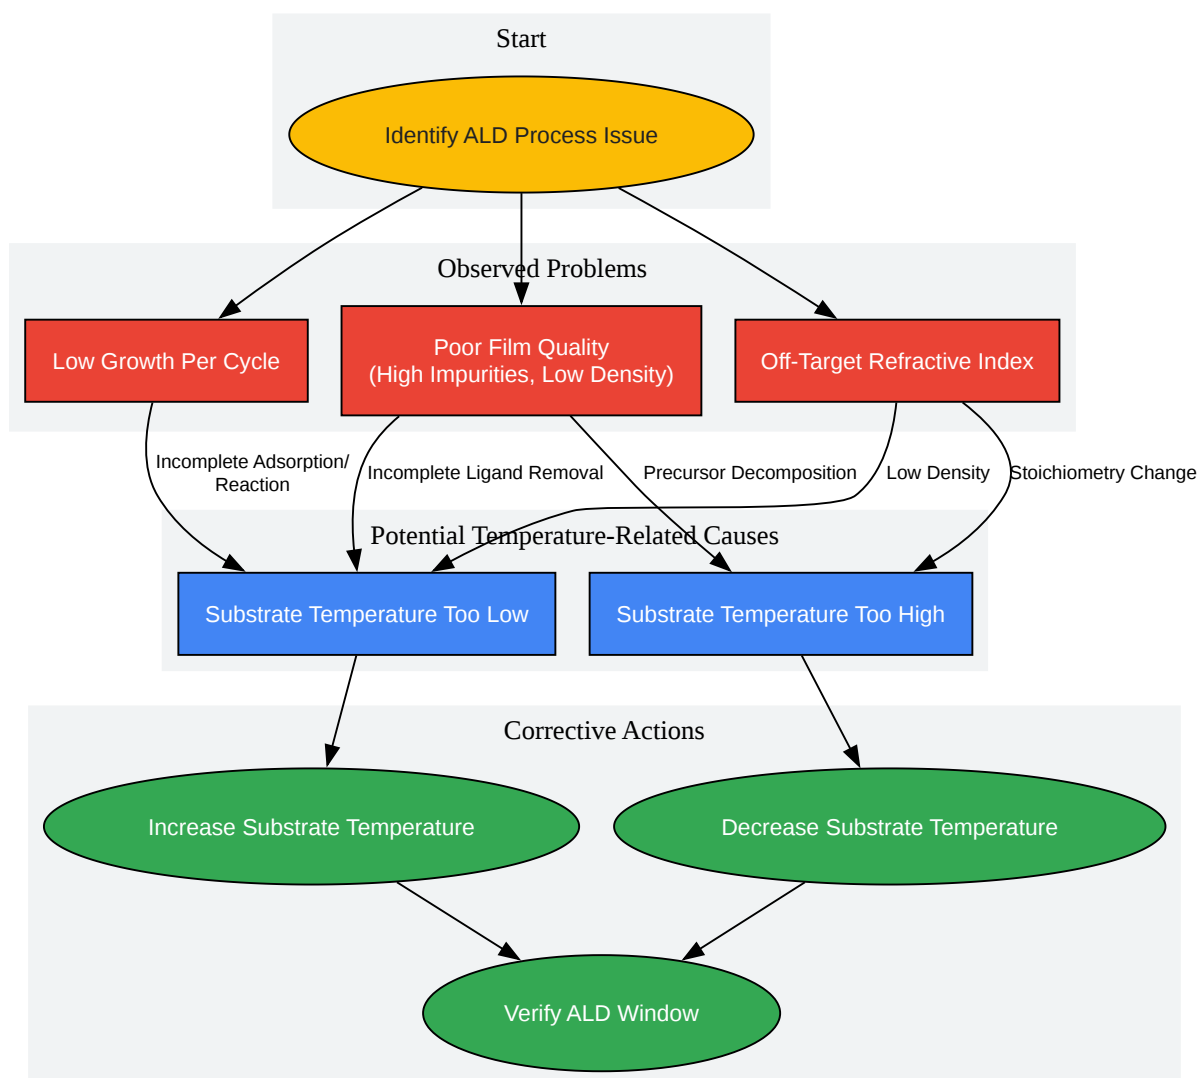 Start
Identify ALD Process Issue
Observed Problems
Low Growth Per Cycle
Poor Film Quality
(High Impurities, Low Density)
Off-Target Refractive Index
Incomplete Adsorption/
Reaction
Incomplete Ligand Removal
Precursor Decomposition
Low Density
Stoichiometry Change
Potential Temperature-Related Causes
Substrate Temperature Too Low
Substrate Temperature Too High
Corrective Actions
Increase Substrate Temperature
Decrease Substrate Temperature
Verify ALD Window